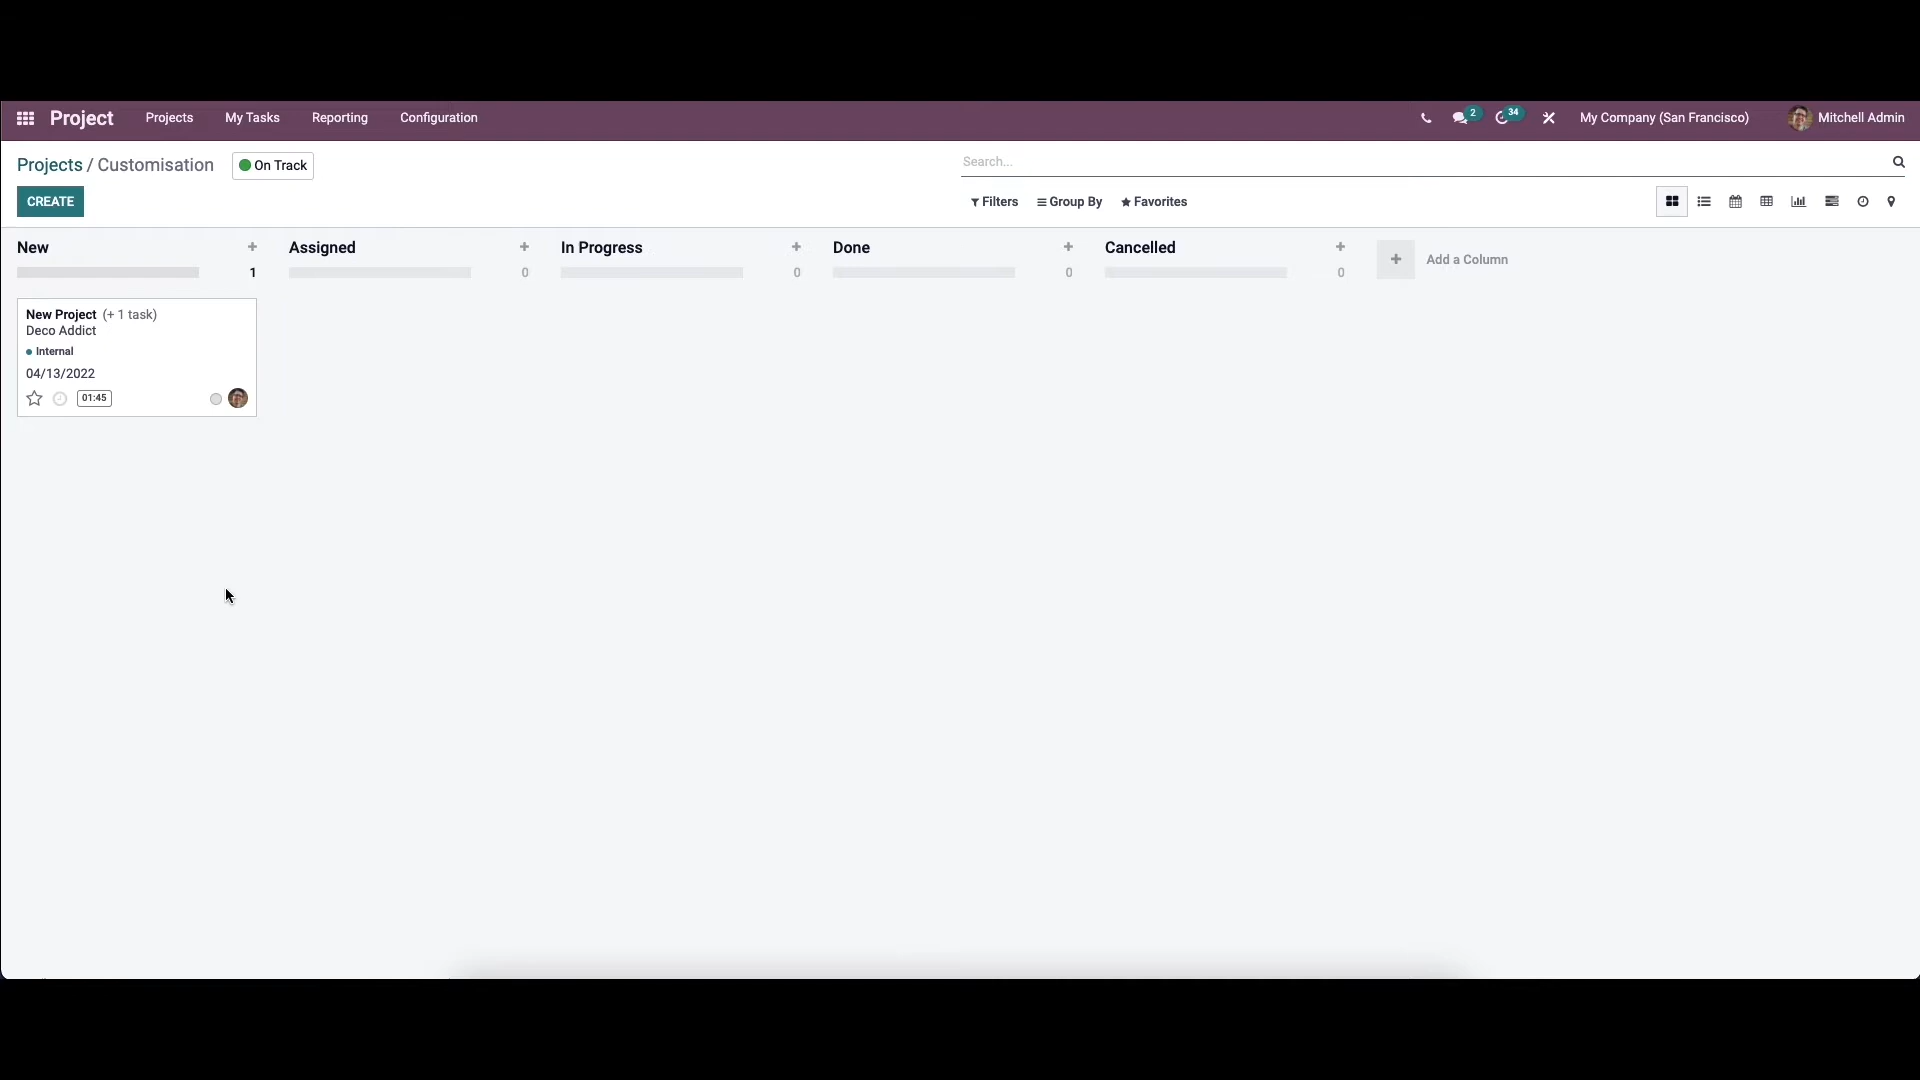 Project Projects My Tasks Reporting Configuration 2 34 My Company (San Francisco) Mitchell Admin
Projects / Customisation On Track Search...
CREATE Filters Group By Favorites
New + Assigned + In Progress + Done + Cancelled + + Add a Column
1 0 0 0 0
New Project (+ 1 task)
Deco Addict
Internal
04/13/2022
01:45